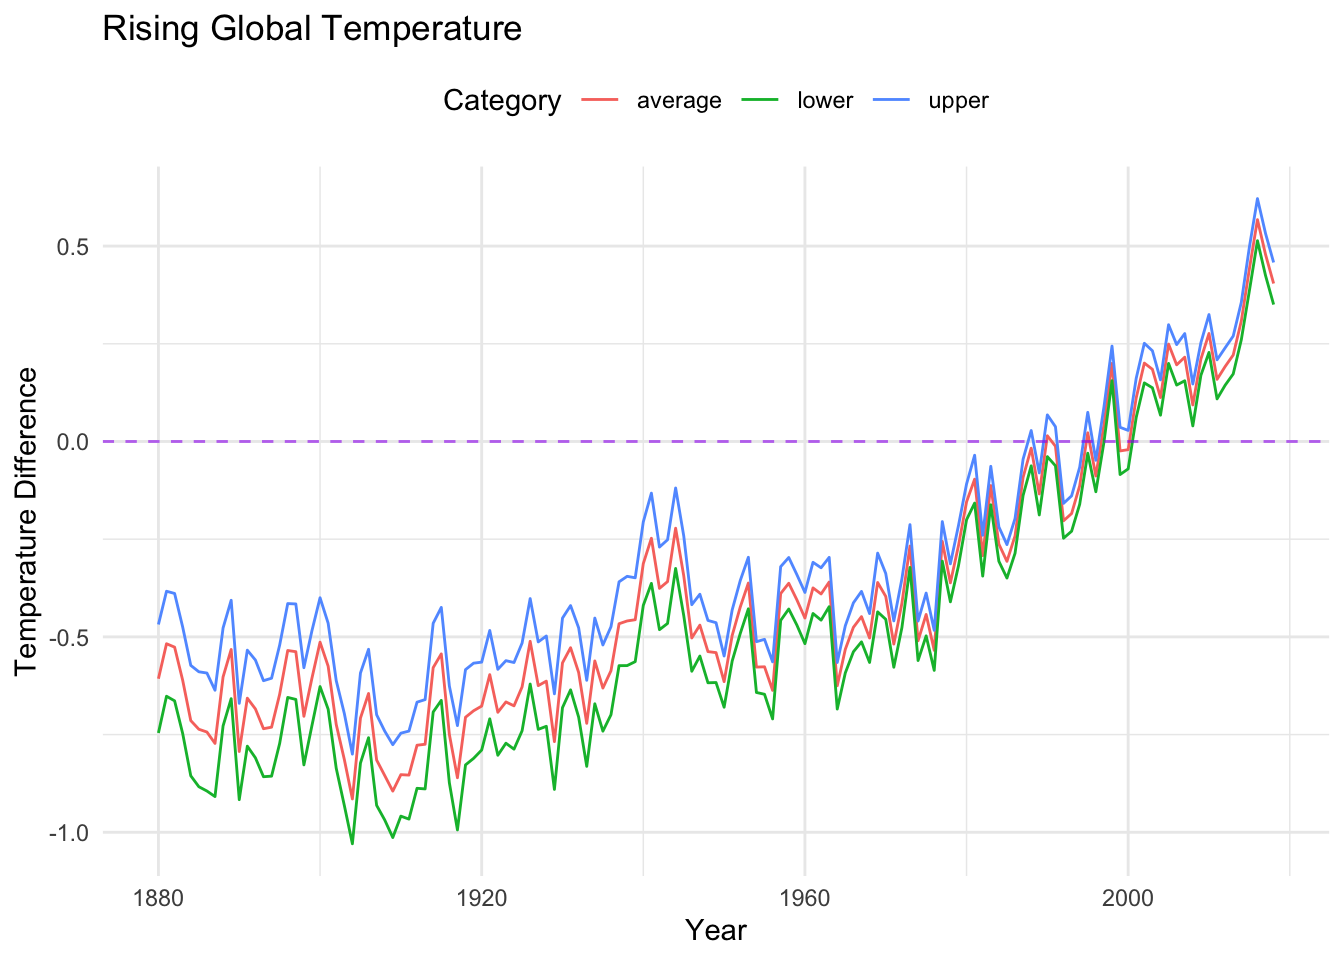 Rising Global Temperature
Category average lower upper
Temperature Difference
0.5
0.0
-0.5
-1.0
1880 1920 1960 2000
Year